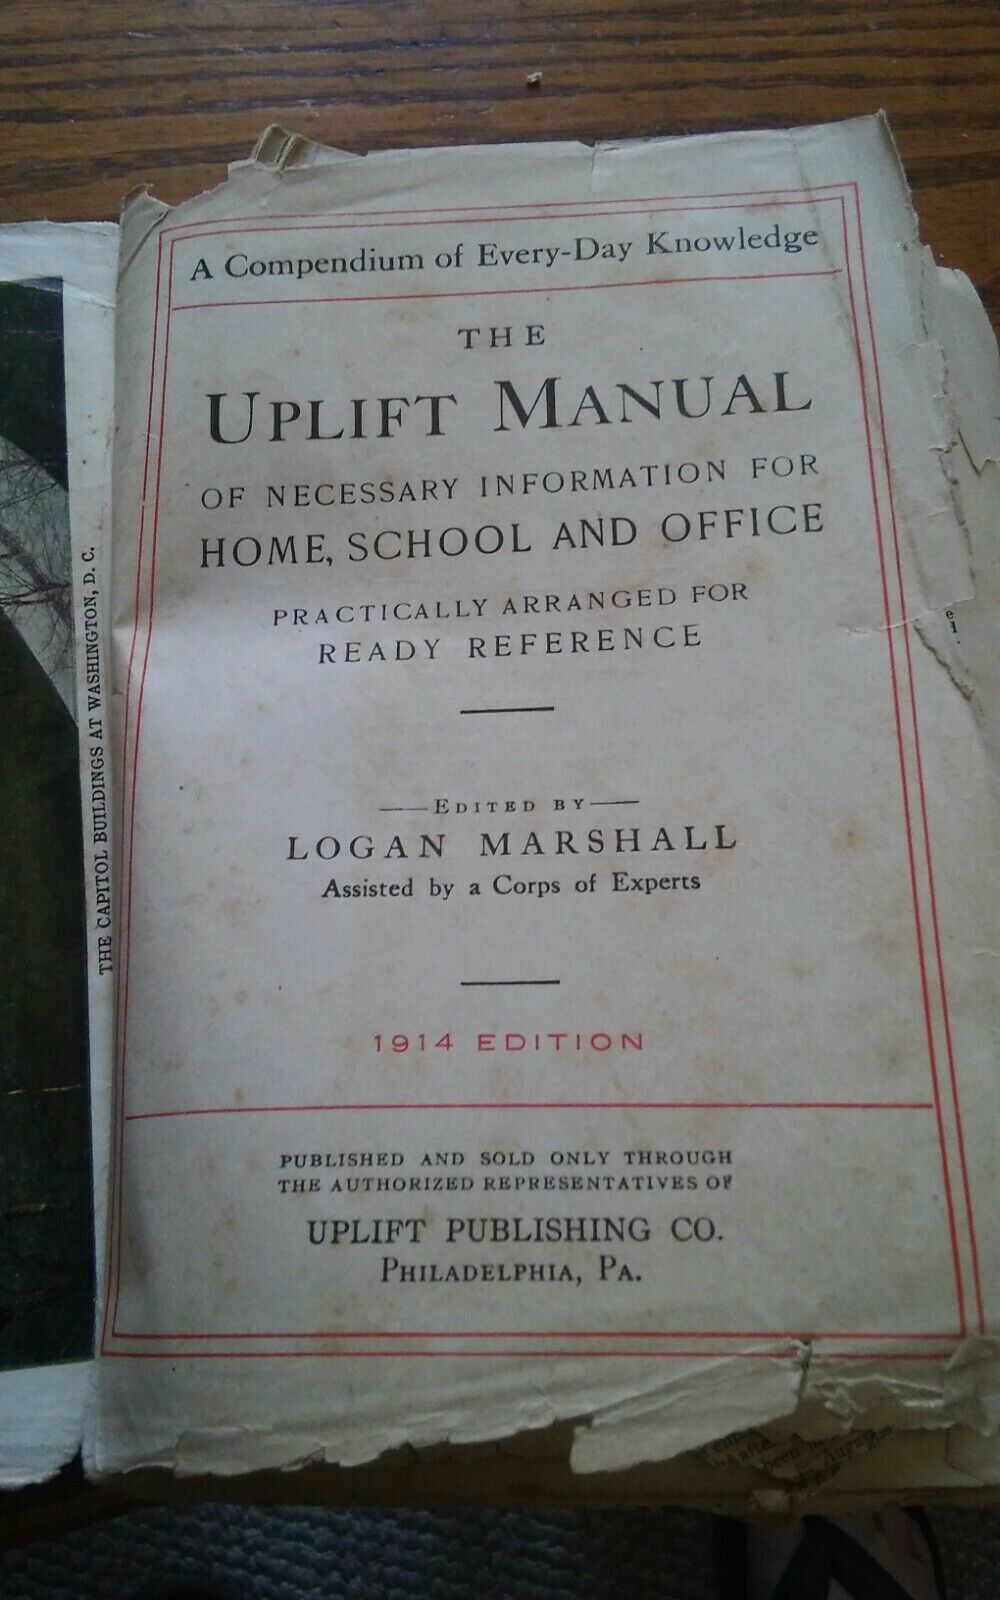 THE CAPITOL BUILDINGS AT WASHINGTON, D. C.
A Compendium of Every-Day Knowledge
THE
UPLIFT MANUAL
OF NECESSARY INFORMATION FOR
HOME, SCHOOL AND OFFICE
PRACTICALLY ARRANGED FOR
READY REFERENCE
EDITED BY
LOGAN MARSHALL
Assisted by a Corps of Experts
1914 EDITION
PUBLISHED AND SOLD ONLY THROUGH
THE AUTHORIZED REPRESENTATIVES OF
UPLIFT PUBLISHING CO.
PHILADELPHIA, PA.
been